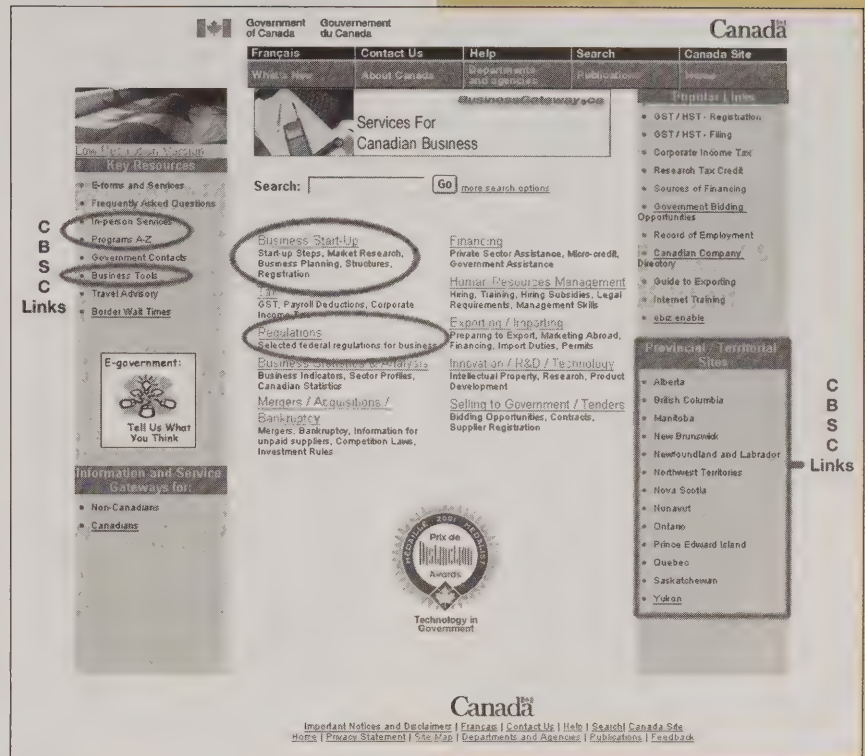 Government of Canada
Gouvernement du Canada
Canada
Français
Contact Us
Help
Search
Canada Site
What's New
About Canada
Departments and agencies
Publications
Home
Low Version
Key Resources
E-forms and Services
Frequently Asked Questions
In-person Services
Programs A-Z
Government Contacts
Business Tools
Travel Advisory
Border Wait Times
C
B
S
C
Links
E-government:
Tell Us What
You Think
Information and Service
Gateways for:
Non-Canadians
Canadians
BusinessGateway.ca
Services For
Canadian Business
Search:
Go
more search options
Business Start-Up
Start-up Steps, Market Research,
Business Planning, Structures,
Registration
Tax
GST, Payroll Deductions, Corporate
Income Tax
Regulations
Selected federal regulations for business
Business Statistics & Analysis
Business Indicators, Sector Profiles,
Canadian Statistics
Mergers / Acquisitions /
Bankruptcy
Mergers, Bankruptcy, Information for
unpaid suppliers, Competition Laws,
Investment Rules
Financing
Private Sector Assistance, Micro-credit,
Government Assistance
Human Resources Management
Hiring, Training, Hiring Subsidies, Legal
Requirements, Management Skills
Exporting / Importing
Preparing to Export, Marketing Abroad,
Financing, Import Duties, Permits
Innovation / R&D / Technology
Intellectual Property, Research, Product
Development
Selling to Government / Tenders
Bidding Opportunities, Contracts,
Supplier Registration
MEDAILLE 2001 MEDALIST
Prix de
Distinction
Awards
Technology in
Government
Popular Links
GST / HST - Registration
GST / HST - Filing
Corporate Income Tax
Research Tax Credit
Sources of Financing
Government Bidding
Opportunities
Record of Employment
Canadian Company
Directory
Guide to Exporting
Internet Training
ebiz enable
Provincial - Territorial
Sites
Alberta
British Columbia
Manitoba
New Brunswick
Newfoundland and Labrador
Northwest Territories
Nova Scotia
Nunavut
Ontario
Prince Edward Island
Quebec
Saskatchewan
Yukon
C
B
S
C
Links
Canada
Important Notices and Disclaimers | Français | Contact Us | Help | Search| Canada Site
Home | Privacy Statement | Site Map | Departments and Agencies | Publications | Feedback